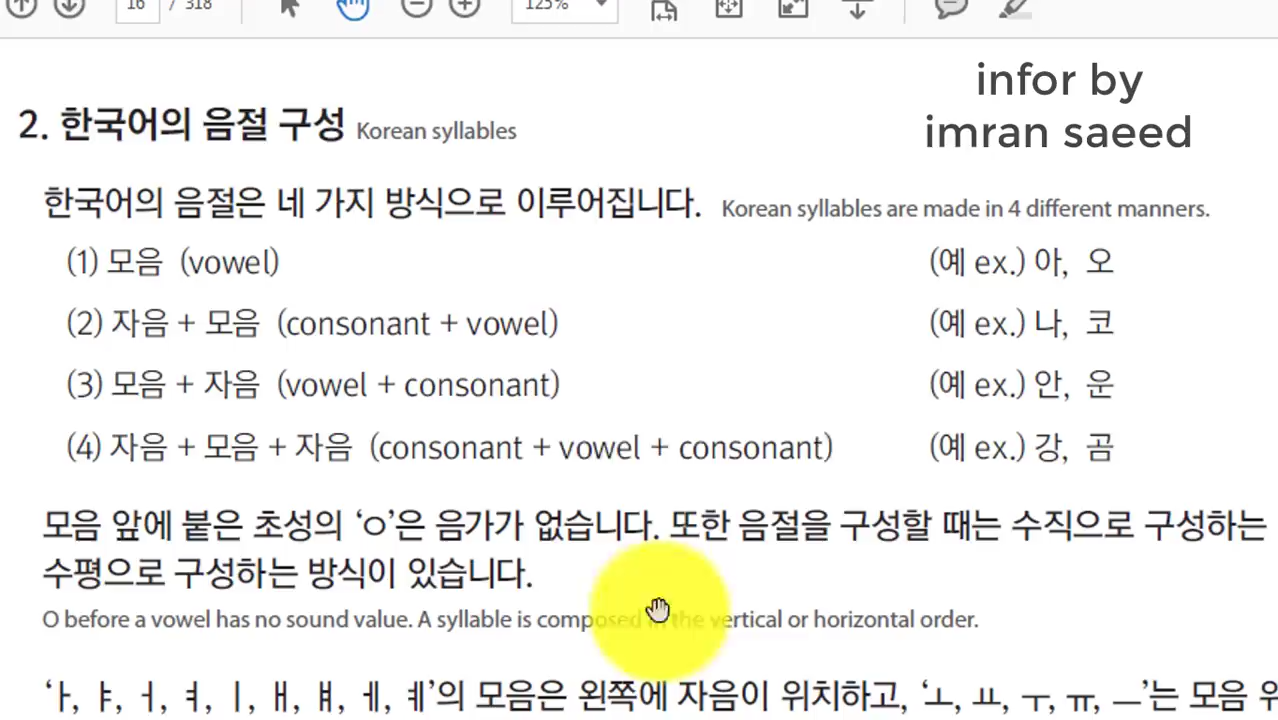 16 / 318 125%
infor by
imran saeed
2. 한국어의 음절 구성 Korean syllables
한국어의 음절은 네 가지 방식으로 이루어집니다. Korean syllables are made in 4 different manners.
(1) 모음 (vowel) (예 ex.) 아, 오
(2) 자음 + 모음 (consonant + vowel) (예 ex.) 나, 코
(3) 모음 + 자음 (vowel + consonant) (예 ex.) 안, 운
(4) 자음 + 모음 + 자음 (consonant + vowel + consonant) (예 ex.) 강, 곰
모음 앞에 붙은 초성의 ‘ㅇ’은 음가가 없습니다. 또한 음절을 구성할 때는 수직으로 구성하는
수평으로 구성하는 방식이 있습니다.
O before a vowel has no sound value. A syllable is composed in the vertical or horizontal order.
‘ㅏ, ㅑ, ㅓ, ㅕ, ㅣ, ㅐ, ㅒ, ㅔ, ㅖ’의 모음은 왼쪽에 자음이 위치하고, ‘ㅗ, ㅛ, ㅜ, ㅠ, ㅡ’는 모음